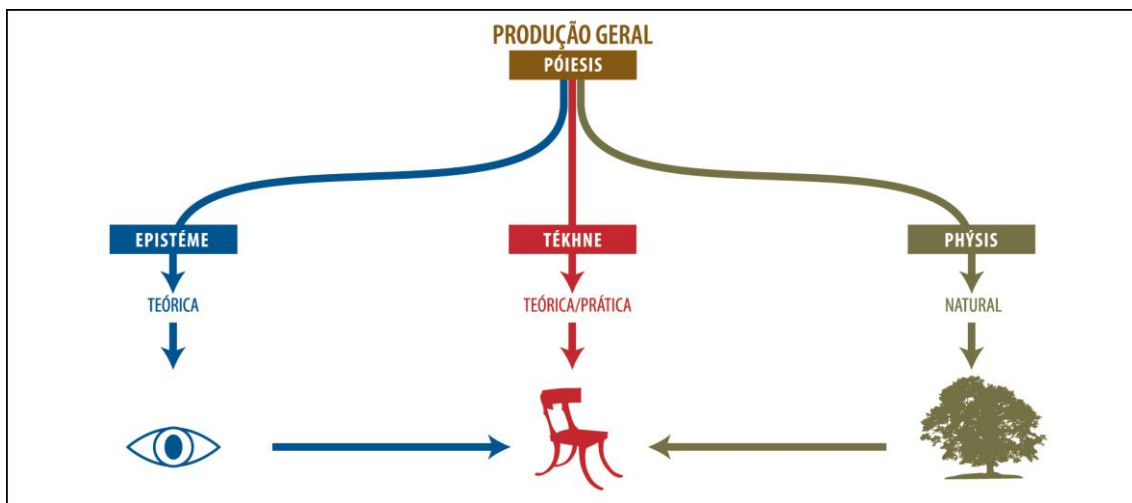 PRODUÇÃO GERAL
PÓIESIS
EPISTÉME
TÉKHNE
PHÝSIS
TEÓRICA
TEÓRICA/PRÁTICA
NATURAL